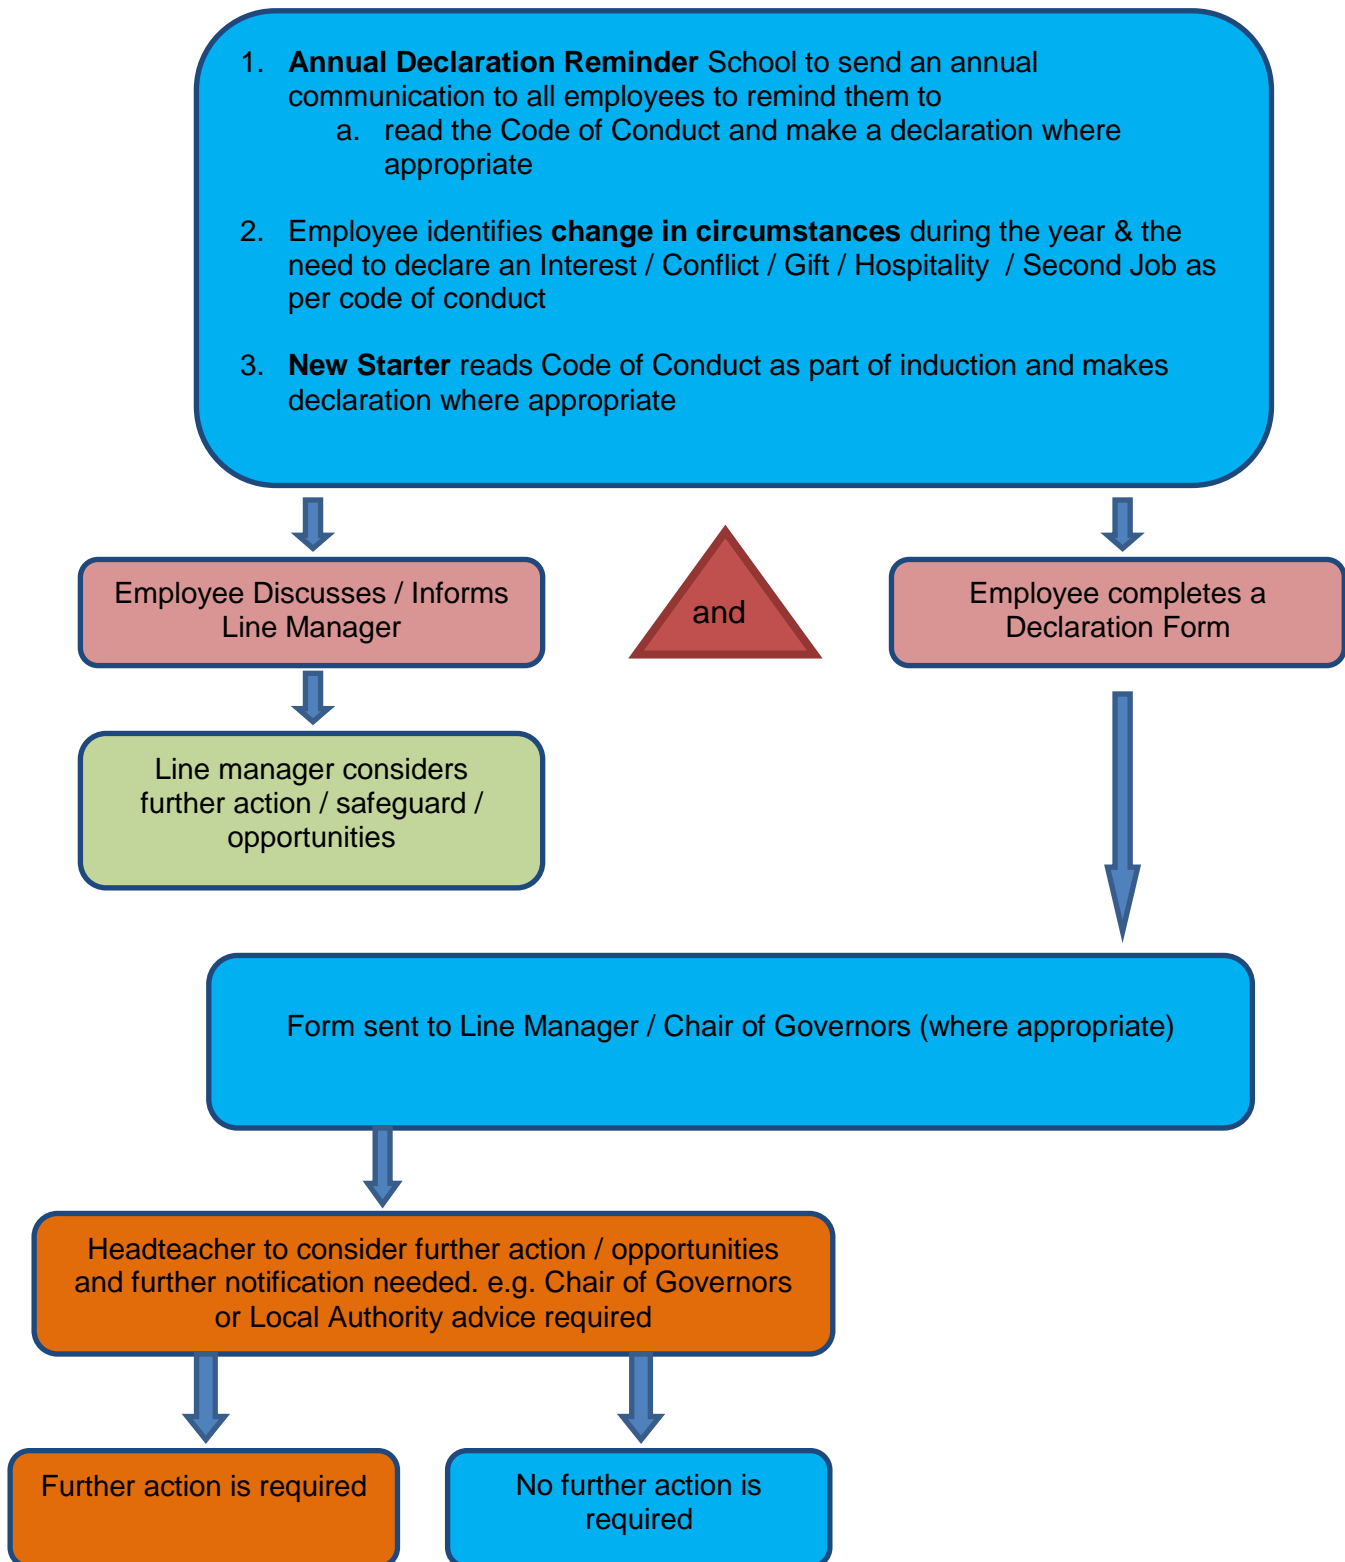 1. Annual Declaration Reminder School to send an annual
communication to all employees to remind them to
a. read the Code of Conduct and make a declaration where
appropriate
2. Employee identifies change in circumstances during the year & the
need to declare an Interest / Conflict / Gift / Hospitality / Second Job as
per code of conduct
3. New Starter reads Code of Conduct as part of induction and makes
declaration where appropriate
Employee Discusses / Informs
Line Manager
and
Employee completes a
Declaration Form
Line manager considers
further action / safeguard /
opportunities
Form sent to Line Manager / Chair of Governors (where appropriate)
Headteacher to consider further action / opportunities
and further notification needed. e.g. Chair of Governors
or Local Authority advice required
Further action is required
No further action is
required